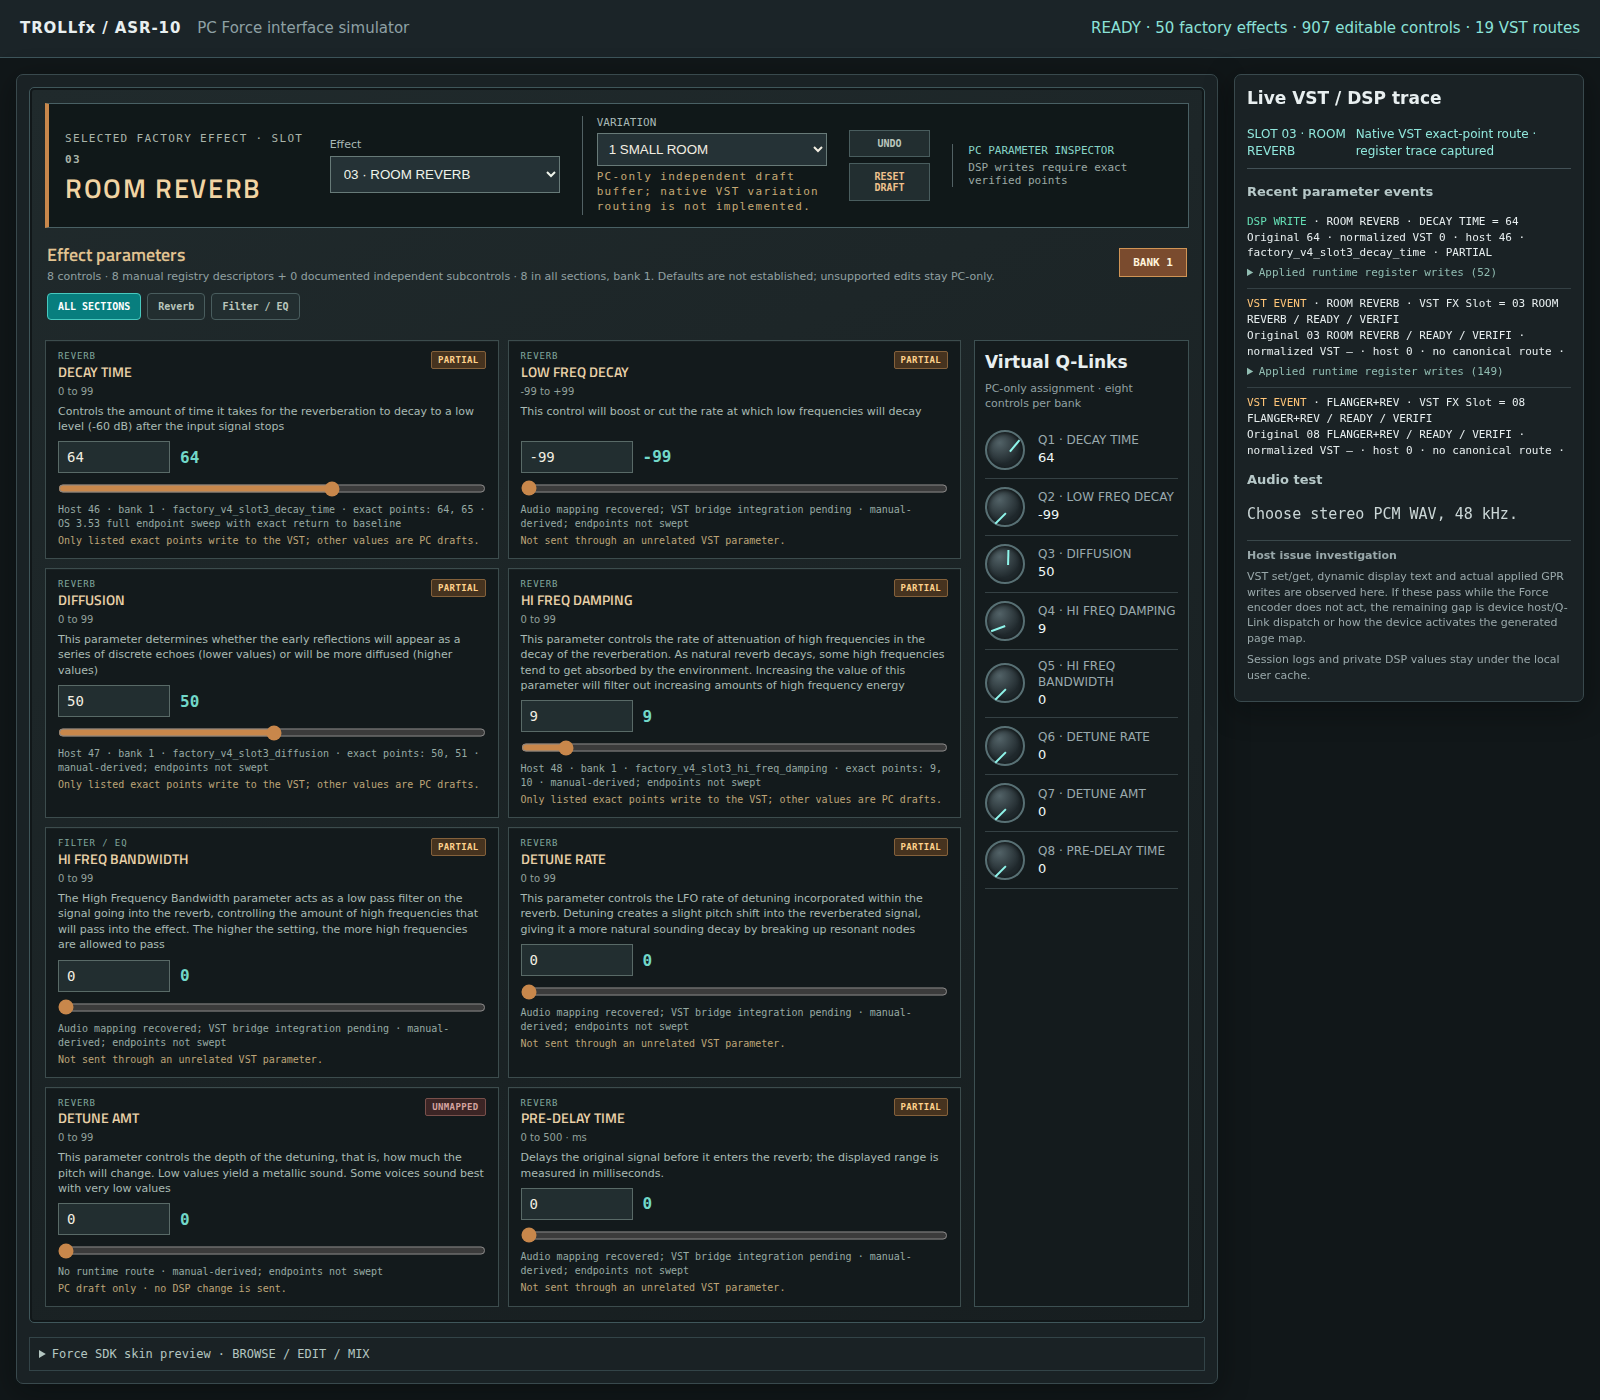 TROLLfx / ASR-10 PC Force interface simulator
READY · 50 factory effects · 907 editable controls · 19 VST routes
SELECTED FACTORY EFFECT · SLOT
03
ROOM REVERB
Effect
03 · ROOM REVERB
VARIATION
1 SMALL ROOM
PC-only independent draft
buffer; native VST variation
routing is not implemented.
UNDO
RESET
DRAFT
PC PARAMETER INSPECTOR
DSP writes require exact
verified points
Effect parameters
8 controls · 8 manual registry descriptors + 0 documented independent subcontrols · 8 in all sections, bank 1. Defaults are not established; unsupported edits stay PC-only.
BANK 1
ALL SECTIONS
Reverb
Filter / EQ
REVERB
PARTIAL
DECAY TIME
0 to 99
Controls the amount of time it takes for the reverberation to decay to a low
level (-60 dB) after the input signal stops
64
64
Host 46 · bank 1 · factory_v4_slot3_decay_time · exact points: 64, 65 ·
OS 3.53 full endpoint sweep with exact return to baseline
Only listed exact points write to the VST; other values are PC drafts.
REVERB
PARTIAL
LOW FREQ DECAY
-99 to +99
This control will boost or cut the rate at which low frequencies will decay
-99
-99
Audio mapping recovered; VST bridge integration pending · manual-
derived; endpoints not swept
Not sent through an unrelated VST parameter.
REVERB
PARTIAL
DIFFUSION
0 to 99
This parameter determines whether the early reflections will appear as a
series of discrete echoes (lower values) or will be more diffused (higher
values)
50
50
Host 47 · bank 1 · factory_v4_slot3_diffusion · exact points: 50, 51 ·
manual-derived; endpoints not swept
Only listed exact points write to the VST; other values are PC drafts.
REVERB
PARTIAL
HI FREQ DAMPING
0 to 99
This parameter controls the rate of attenuation of high frequencies in the
decay of the reverberation. As natural reverb decays, some high frequencies
tend to get absorbed by the environment. Increasing the value of this
parameter will filter out increasing amounts of high frequency energy
9
9
Host 48 · bank 1 · factory_v4_slot3_hi_freq_damping · exact points: 9,
10 · manual-derived; endpoints not swept
Only listed exact points write to the VST; other values are PC drafts.
FILTER / EQ
PARTIAL
HI FREQ BANDWIDTH
0 to 99
The High Frequency Bandwidth parameter acts as a low pass filter on the
signal going into the reverb, controlling the amount of high frequencies that
will pass into the effect. The higher the setting, the more high frequencies
are allowed to pass
0
0
Audio mapping recovered; VST bridge integration pending · manual-
derived; endpoints not swept
Not sent through an unrelated VST parameter.
REVERB
PARTIAL
DETUNE RATE
0 to 99
This parameter controls the LFO rate of detuning incorporated within the
reverb. Detuning creates a slight pitch shift into the reverberated signal,
giving it a more natural sounding decay by breaking up resonant nodes
0
0
Audio mapping recovered; VST bridge integration pending · manual-
derived; endpoints not swept
Not sent through an unrelated VST parameter.
REVERB
UNMAPPED
DETUNE AMT
0 to 99
This parameter controls the depth of the detuning, that is, how much the
pitch will change. Low values yield a metallic sound. Some voices sound best
with very low values
0
0
No runtime route · manual-derived; endpoints not swept
PC draft only · no DSP change is sent.
REVERB
PARTIAL
PRE-DELAY TIME
0 to 500 · ms
Delays the original signal before it enters the reverb; the displayed range is
measured in milliseconds.
0
0
Audio mapping recovered; VST bridge integration pending · manual-
derived; endpoints not swept
Not sent through an unrelated VST parameter.
Virtual Q-Links
PC-only assignment · eight
controls per bank
Q1 · DECAY TIME
64
Q2 · LOW FREQ DECAY
-99
Q3 · DIFFUSION
50
Q4 · HI FREQ DAMPING
9
Q5 · HI FREQ
BANDWIDTH
0
Q6 · DETUNE RATE
0
Q7 · DETUNE AMT
0
Q8 · PRE-DELAY TIME
0
▶ Force SDK skin preview · BROWSE / EDIT / MIX
Live VST / DSP trace
SLOT 03 · ROOM
REVERB
Native VST exact-point route ·
register trace captured
Recent parameter events
DSP WRITE · ROOM REVERB · DECAY TIME = 64
Original 64 · normalized VST 0 · host 46 ·
factory_v4_slot3_decay_time · PARTIAL
▶ Applied runtime register writes (52)
VST EVENT · ROOM REVERB · VST FX Slot = 03 ROOM
REVERB / READY / VERIFI
Original 03 ROOM REVERB / READY / VERIFI ·
normalized VST — · host 0 · no canonical route ·
▶ Applied runtime register writes (149)
VST EVENT · FLANGER+REV · VST FX Slot = 08
FLANGER+REV / READY / VERIFI
Original 08 FLANGER+REV / READY / VERIFI ·
normalized VST — · host 0 · no canonical route ·
Audio test
Choose stereo PCM WAV, 48 kHz.
Host issue investigation
VST set/get, dynamic display text and actual applied GPR
writes are observed here. If these pass while the Force
encoder does not act, the remaining gap is device host/Q-
Link dispatch or how the device activates the generated
page map.
Session logs and private DSP values stay under the local
user cache.